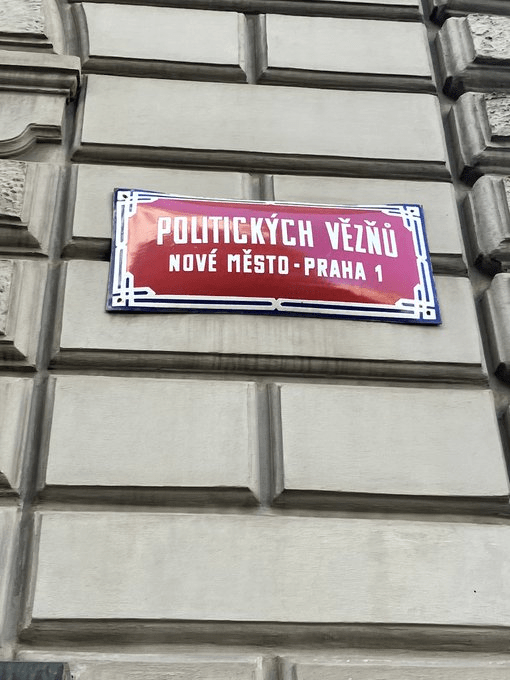 POLITICKÝCH VĚZŇŮ
NOVÉ MĚSTO - PRAHA 1